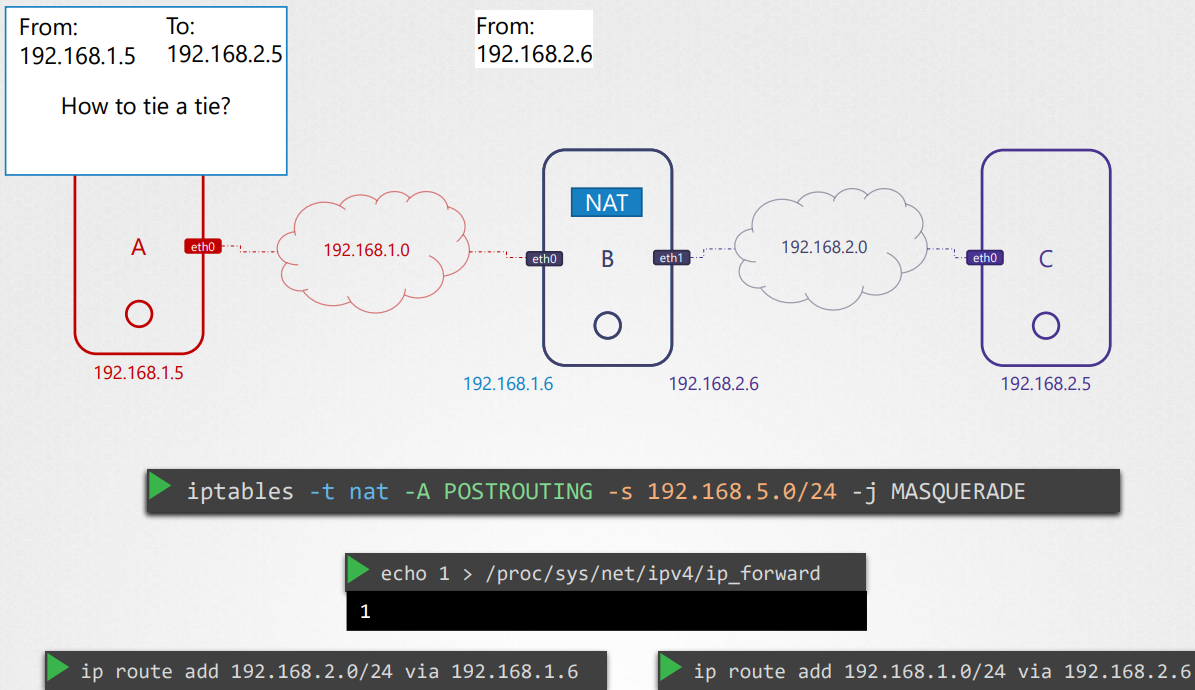 From:
192.168.1.5
To:
192.168.2.5
How to tie a tie?
From:
192.168.2.6
NAT
A
eth0
192.168.1.0
eth0
B
eth1
192.168.2.0
eth0
C
192.168.1.5
192.168.1.6
192.168.2.6
192.168.2.5
iptables -t nat -A POSTROUTING -s 192.168.5.0/24 -j MASQUERADE
echo 1 > /proc/sys/net/ipv4/ip_forward
1
ip route add 192.168.2.0/24 via 192.168.1.6
ip route add 192.168.1.0/24 via 192.168.2.6